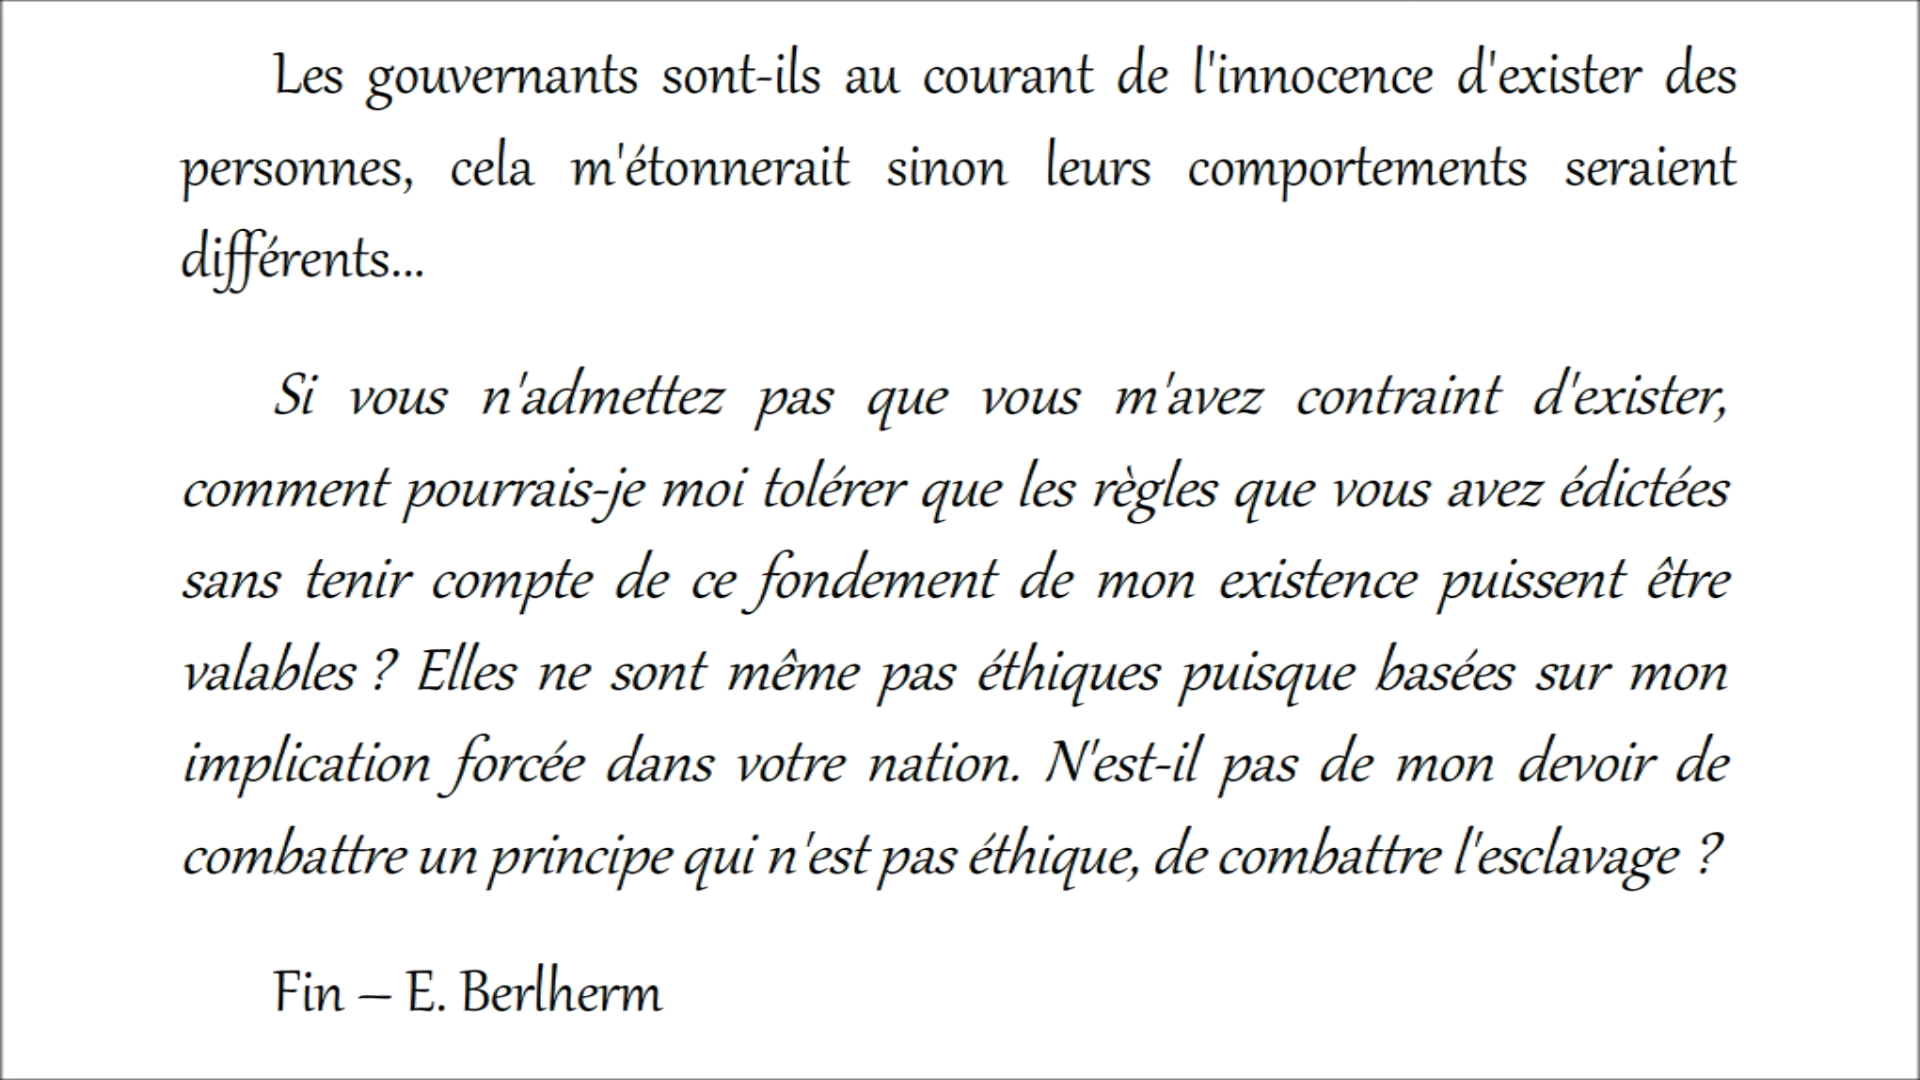 Les gouvernants sont-ils au courant de l'innocence d'exister des
personnes, cela m'étonnerait sinon leurs comportements seraient
différents...
Si vous n'admettez pas que vous m'avez contraint d'exister,
comment pourrais-je moi tolérer que les règles que vous avez édictées
sans tenir compte de ce fondement de mon existence puissent être
valables ? Elles ne sont même pas éthiques puisque basées sur mon
implication forcée dans votre nation. N'est-il pas de mon devoir de
combattre un principe qui n'est pas éthique, de combattre l'esclavage ?
Fin – E. Berlherm